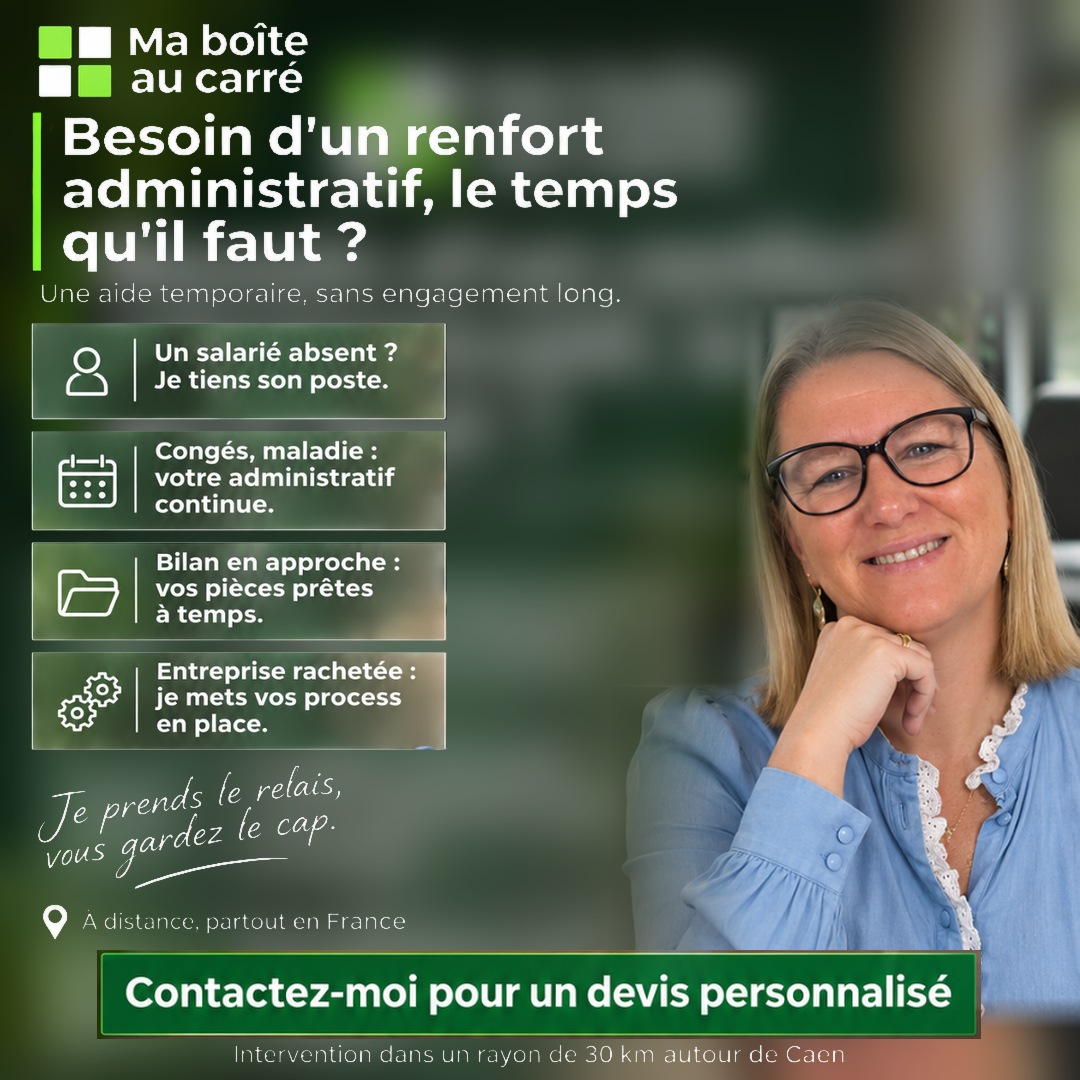 Ma boîte
au carré
Besoin d'un renfort
administratif, le temps
qu'il faut ?
Une aide temporaire, sans engagement long.
Un salarié absent ?
Je tiens son poste.
Congés, maladie :
votre administratif
continue.
Bilan en approche :
vos pièces prêtes
à temps.
Entreprise rachetée :
je mets vos process
en place.
Je prends le relais,
vous gardez le cap.
À distance, partout en France
Contactez-moi pour un devis personnalisé
Intervention dans un rayon de 30 km autour de Caen